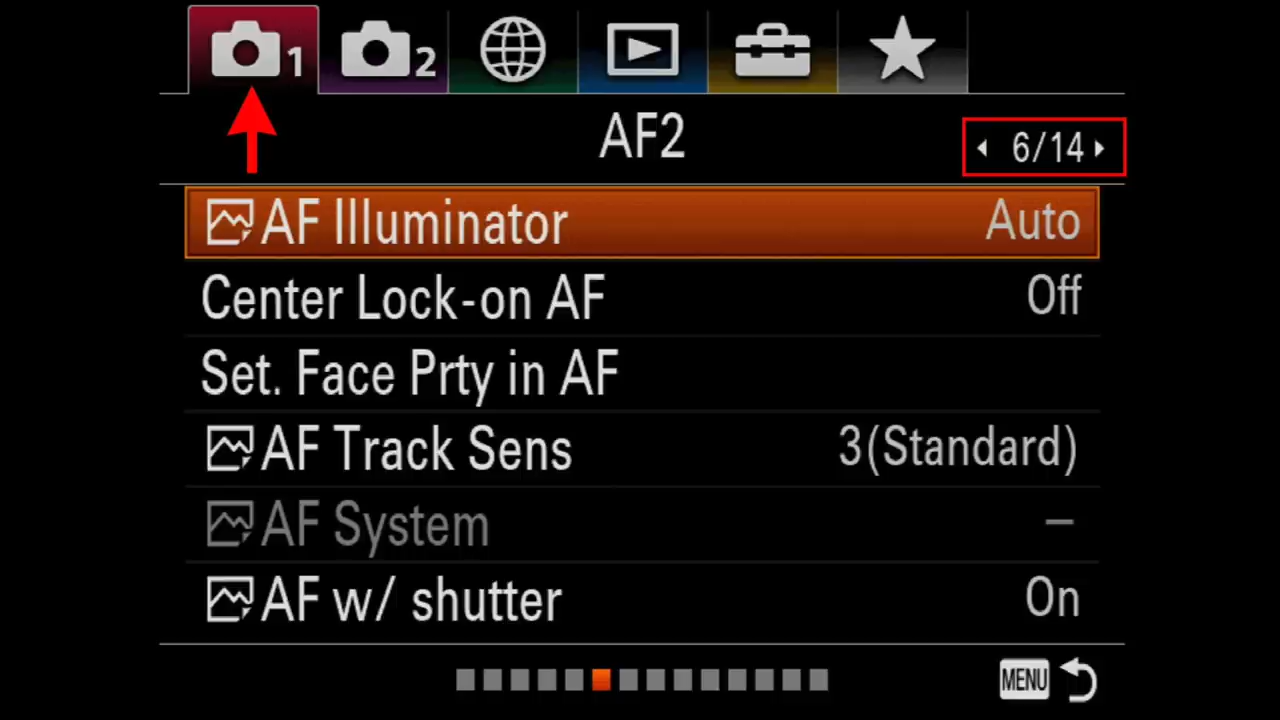 1 2
AF2
6/14
AF Illuminator Auto
Center Lock-on AF Off
Set. Face Prty in AF
AF Track Sens 3(Standard)
AF System –
AF w/ shutter On
MENU